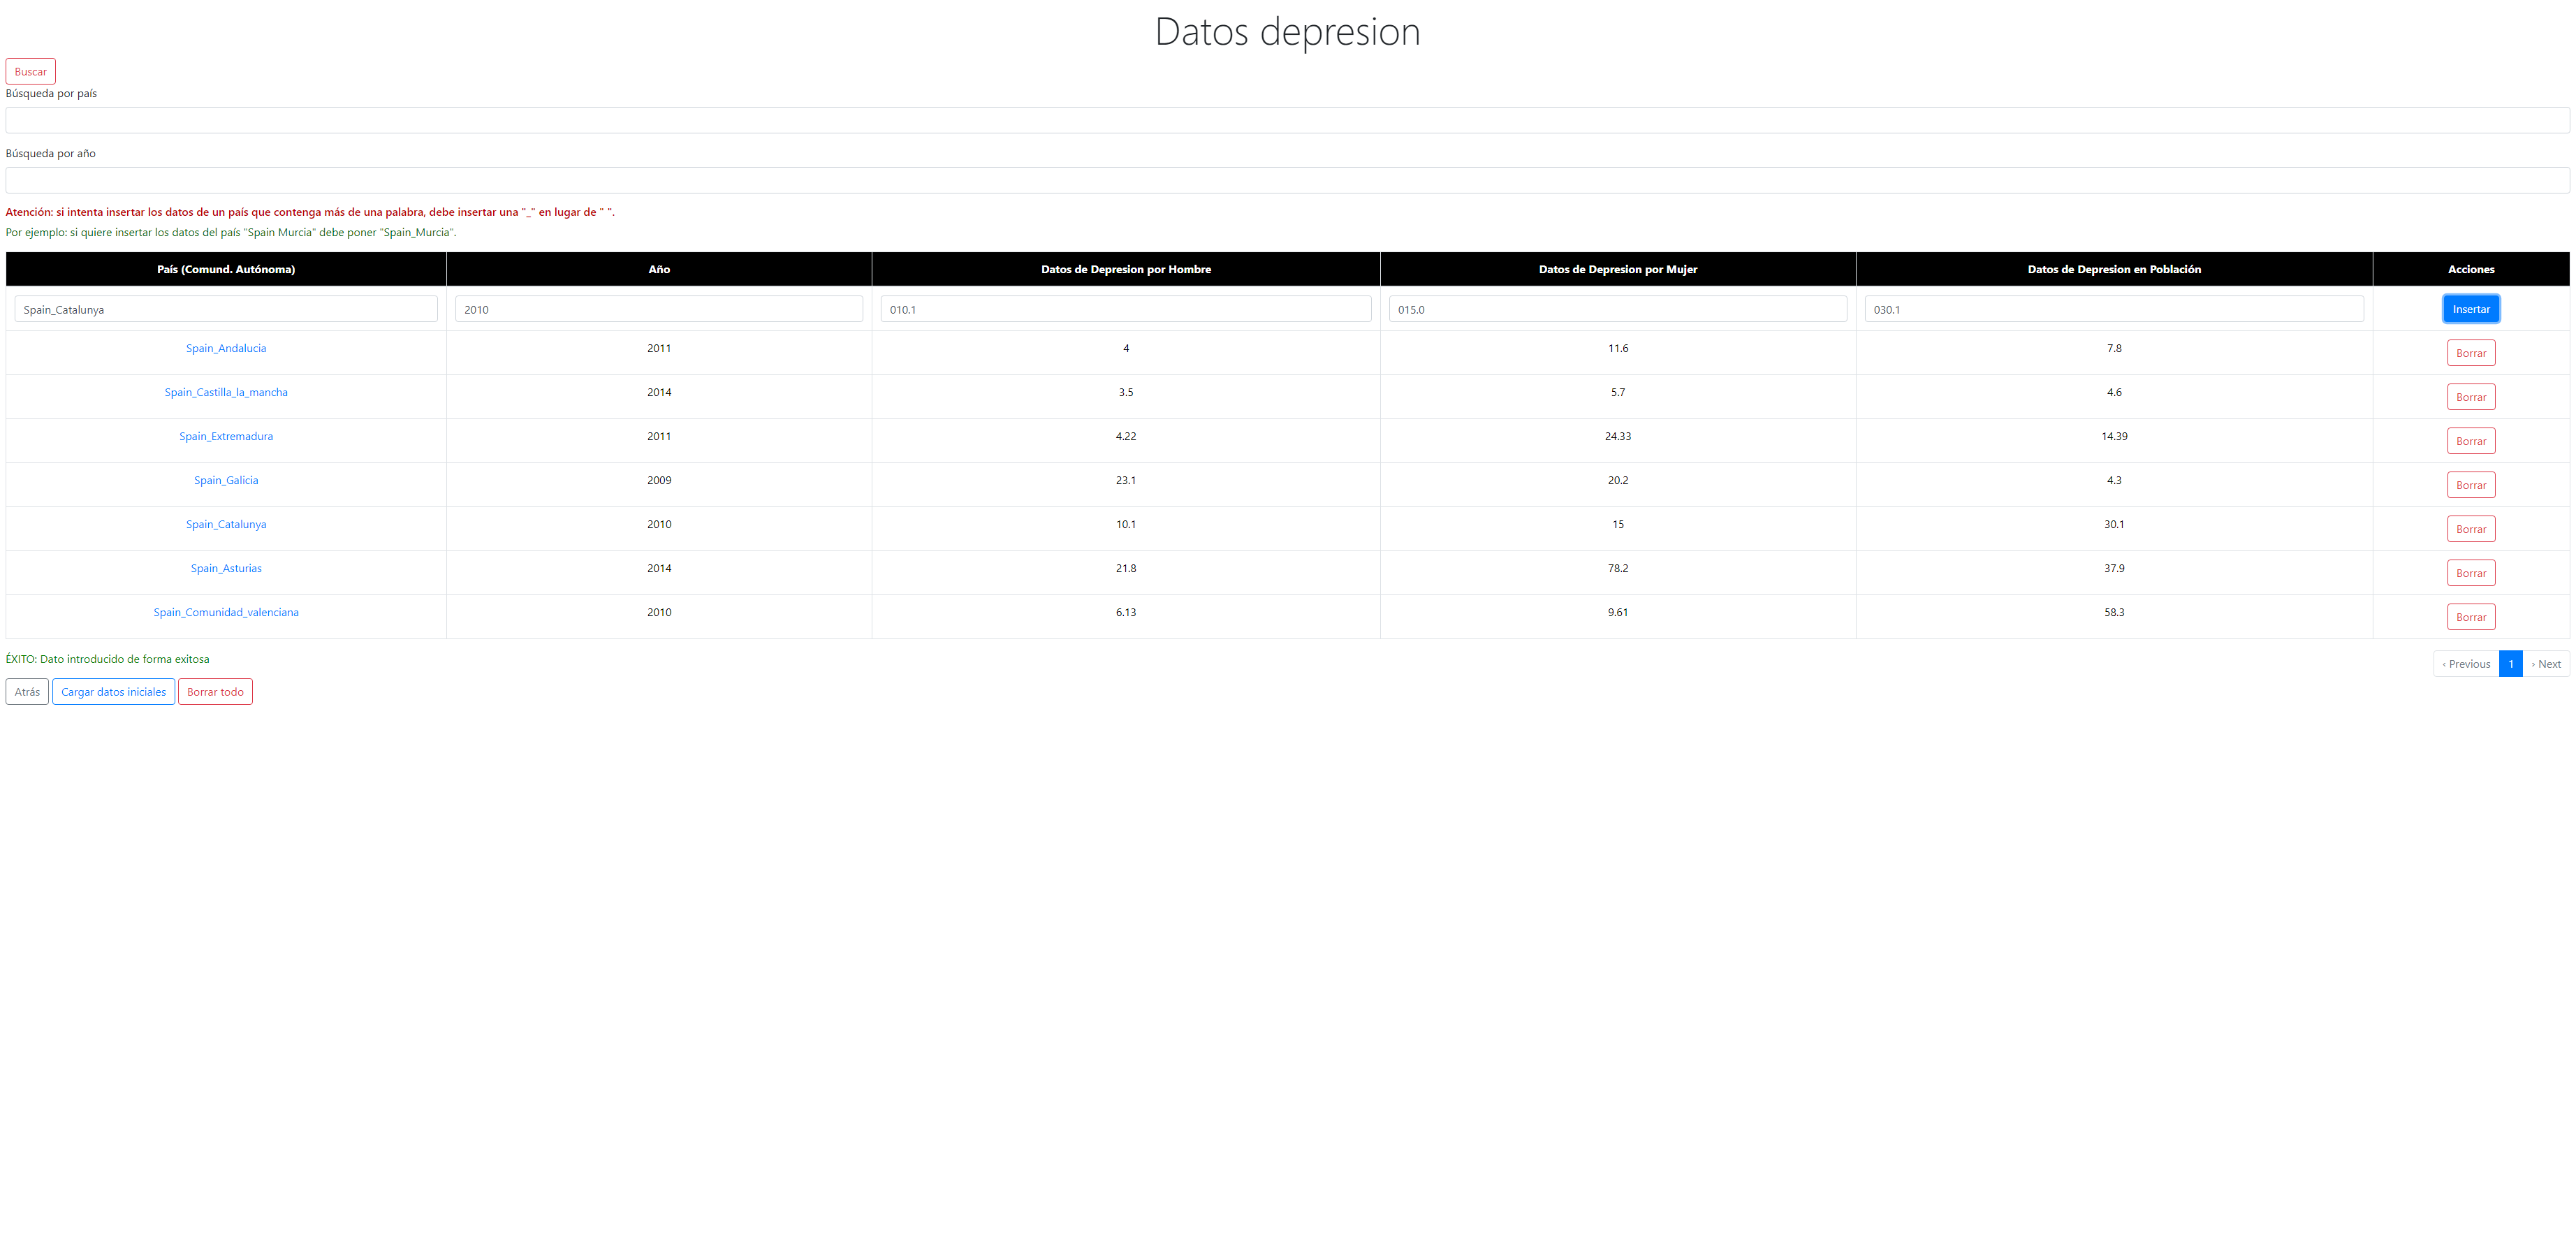 Datos depresion
Buscar
Búsqueda por país
Búsqueda por año
Atención: si intenta insertar los datos de un país que contenga más de una palabra, debe insertar una "_" en lugar de " ".
Por ejemplo: si quiere insertar los datos del país "Spain Murcia" debe poner "Spain_Murcia".
País (Comund. Autónoma) Año Datos de Depresion por Hombre Datos de Depresion por Mujer Datos de Depresion en Población Acciones
Spain_Catalunya 2010 010.1 015.0 030.1 Insertar
Spain_Andalucia 2011 4 11.6 7.8 Borrar
Spain_Castilla_la_mancha 2014 3.5 5.7 4.6 Borrar
Spain_Extremadura 2011 4.22 24.33 14.39 Borrar
Spain_Galicia 2009 23.1 20.2 4.3 Borrar
Spain_Catalunya 2010 10.1 15 30.1 Borrar
Spain_Asturias 2014 21.8 78.2 37.9 Borrar
Spain_Comunidad_valenciana 2010 6.13 9.61 58.3 Borrar
ÉXITO: Dato introducido de forma exitosa
‹ Previous 1 › Next
Atrás Cargar datos iniciales Borrar todo